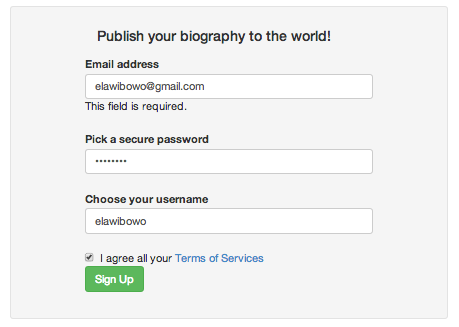 Publish your biography to the world!
Email address
elawibowo@gmail.com
This field is required.
Pick a secure password
••••••••
Choose your username
elawibowo
I agree all your Terms of Services
Sign Up